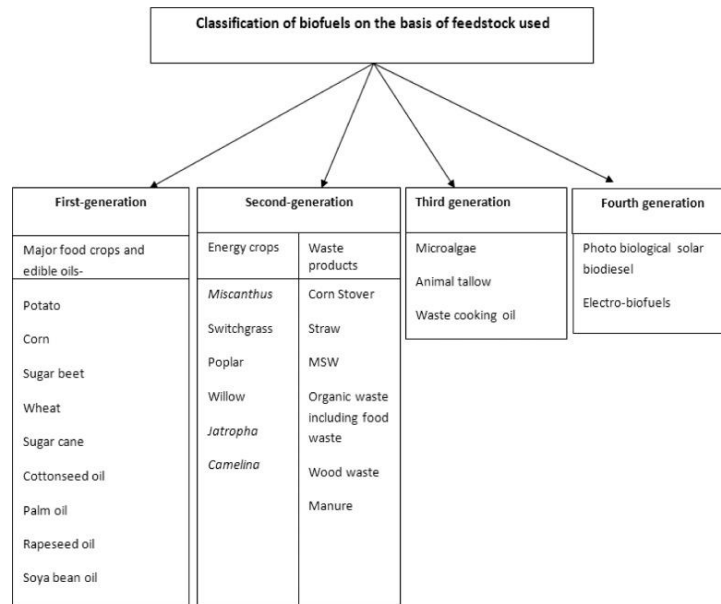 Classification of biofuels on the basis of feedstock used
First-generation
Major food crops and
edible oils-
Potato
Corn
Sugar beet
Wheat
Sugar cane
Cottonseed oil
Palm oil
Rapeseed oil
Soya bean oil
Second-generation
Energy crops
Miscanthus
Switchgrass
Poplar
Willow
Jatropha
Camelina
Waste
products
Corn Stover
Straw
MSW
Organic waste
including food
waste
Wood waste
Manure
Third generation
Microalgae
Animal tallow
Waste cooking oil
Fourth generation
Photo biological solar
biodiesel
Electro-biofuels